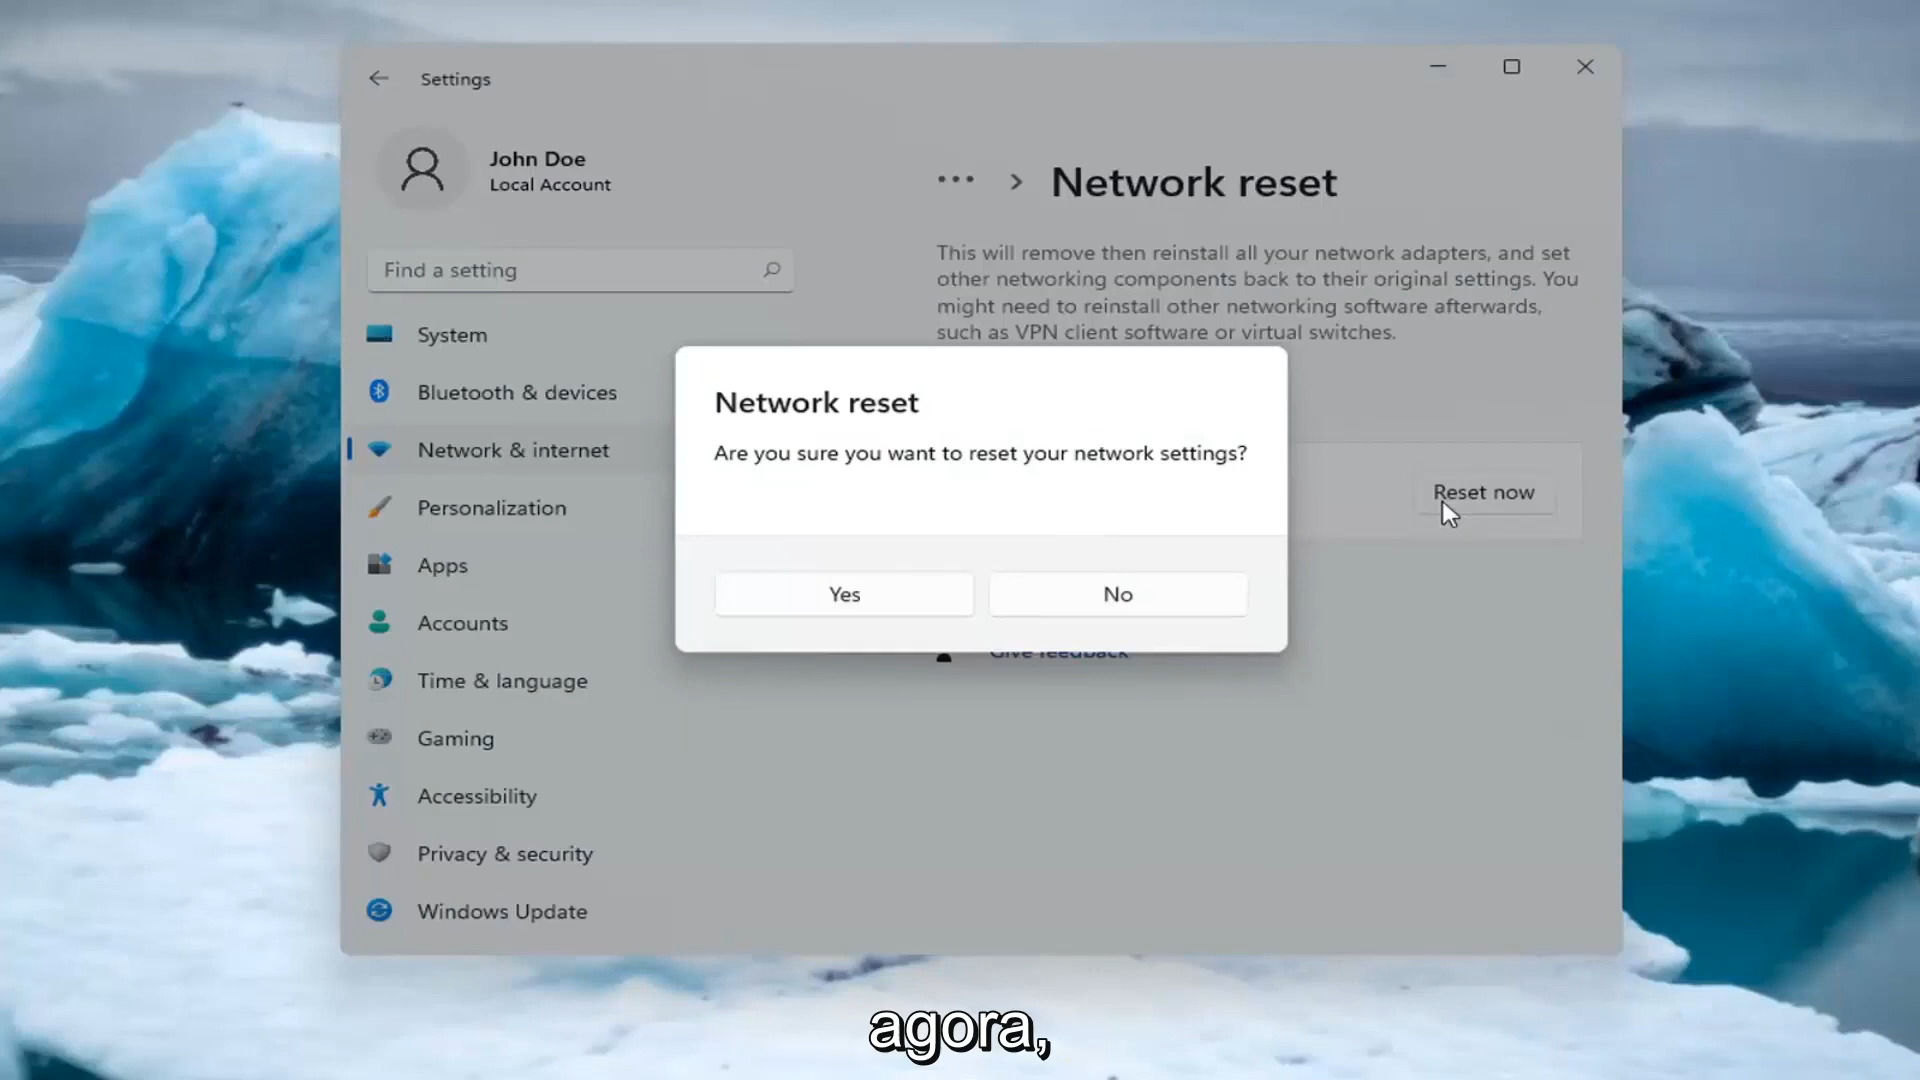 Settings
John Doe
Local Account
Find a setting
System
Bluetooth & devices
Network & internet
Personalization
Apps
Accounts
Time & language
Gaming
Accessibility
Privacy & security
Windows Update
Network reset
This will remove then reinstall all your network adapters, and set
other networking components back to their original settings. You
might need to reinstall other networking software afterwards,
such as VPN client software or virtual switches.
Reset now
Network reset
Are you sure you want to reset your network settings?
Yes
No
Give feedback
agora,